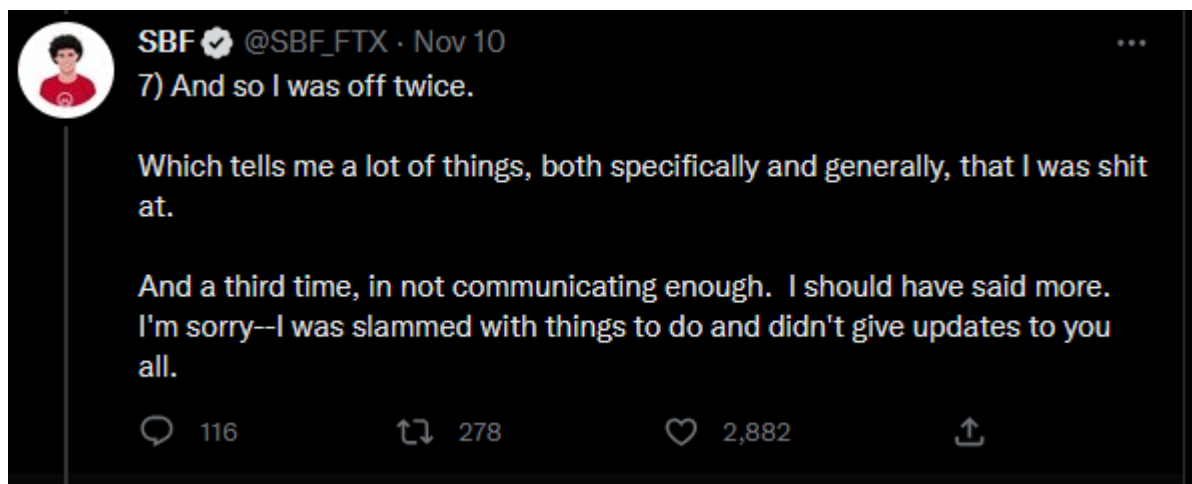 SBF @SBF_FTX · Nov 10
7) And so I was off twice.
Which tells me a lot of things, both specifically and generally, that I was shit
at.
And a third time, in not communicating enough.  I should have said more.
I'm sorry--I was slammed with things to do and didn't give updates to you
all.
116 278 2,882